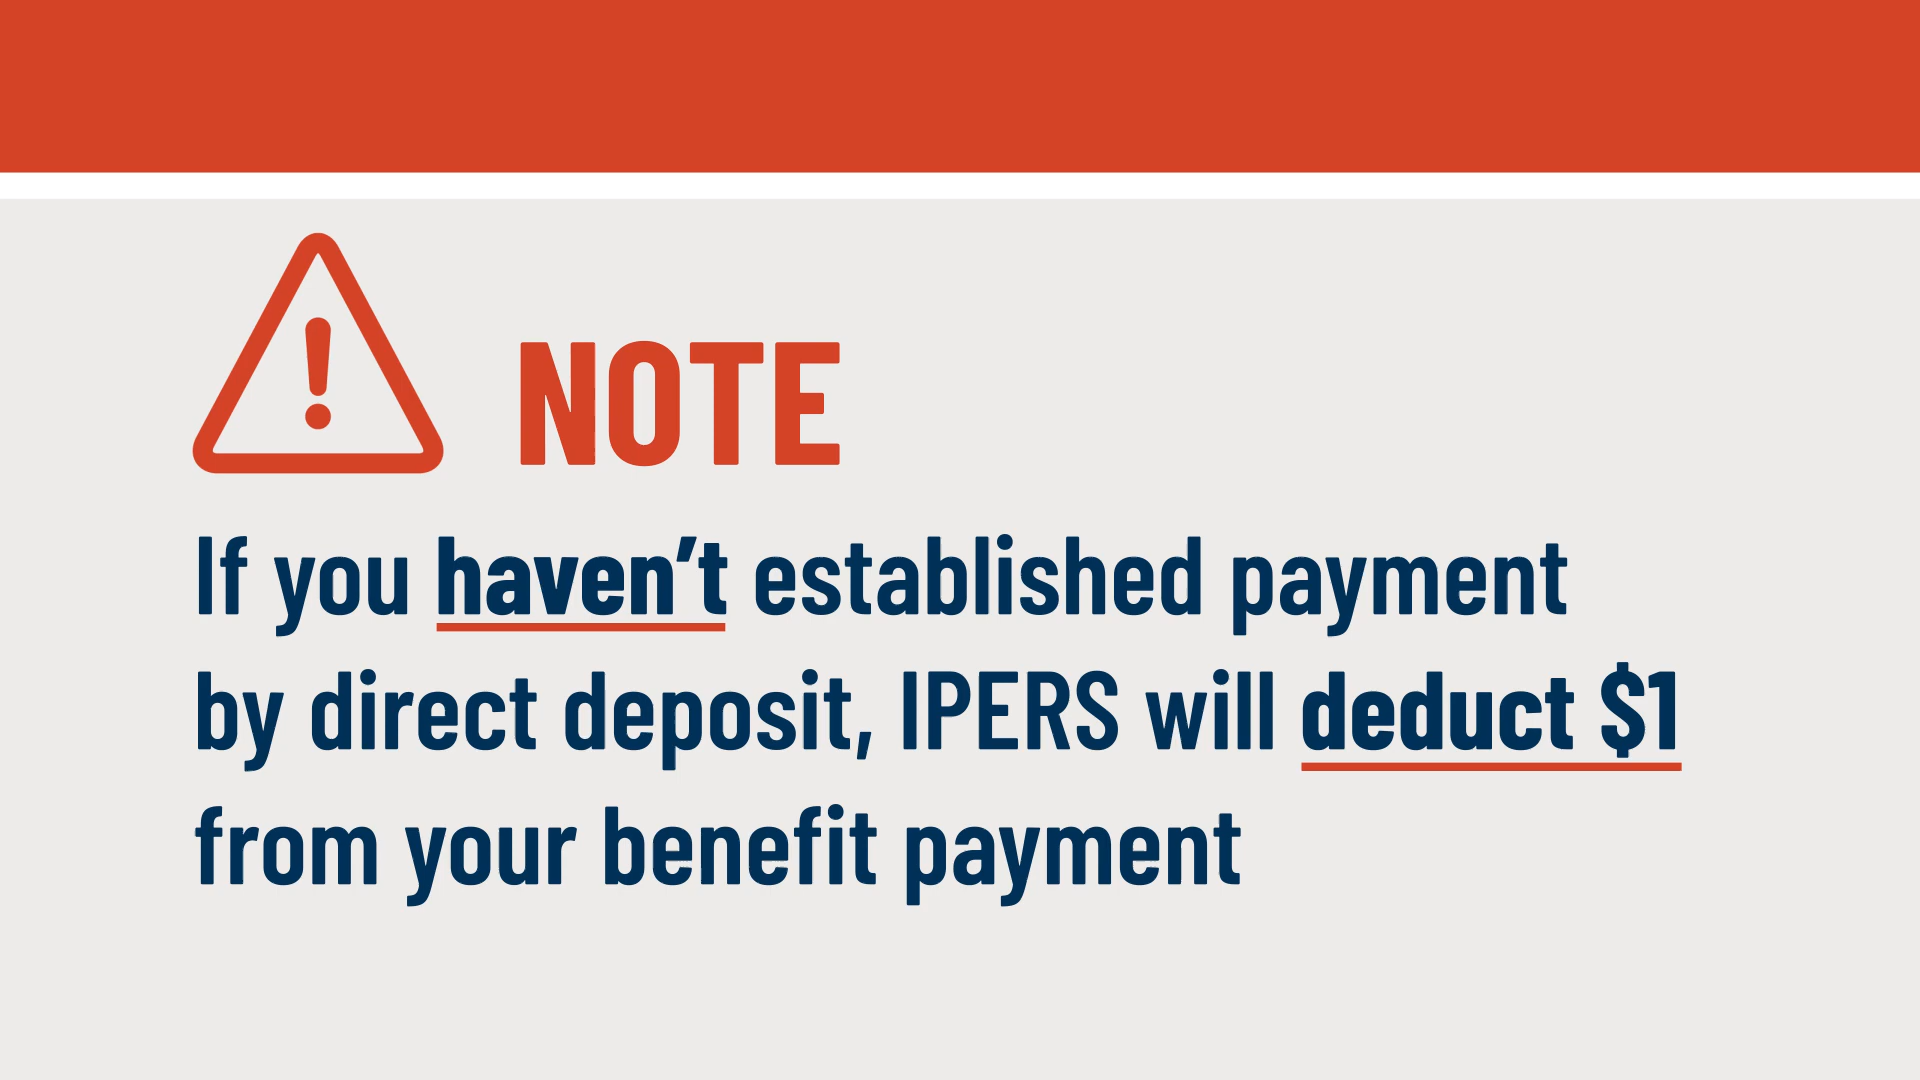 NOTE
If you haven’t established payment
by direct deposit, IPERS will deduct $1
from your benefit payment